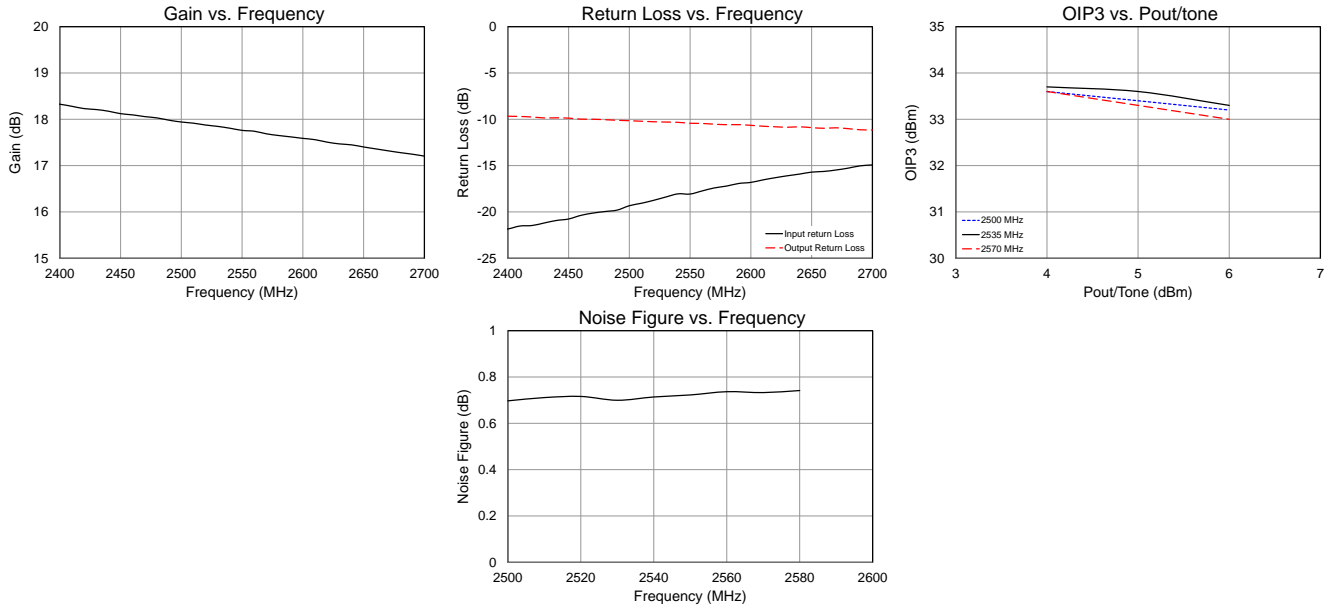 Gain vs. Frequency
20
19
18
17
16
15
Gain (dB)
2400 2450 2500 2550 2600 2650 2700
Frequency (MHz)
Return Loss vs. Frequency
0
-5
-10
-15
-20
-25
Return Loss (dB)
Input return Loss
Output Return Loss
2400 2450 2500 2550 2600 2650 2700
Frequency (MHz)
OIP3 vs. Pout/tone
35
34
33
32
31
30
OIP3 (dBm)
2500 MHz
2535 MHz
2570 MHz
3 4 5 6 7
Pout/Tone (dBm)
Noise Figure vs. Frequency
1
0.8
0.6
0.4
0.2
0
Noise Figure (dB)
2500 2520 2540 2560 2580 2600
Frequency (MHz)